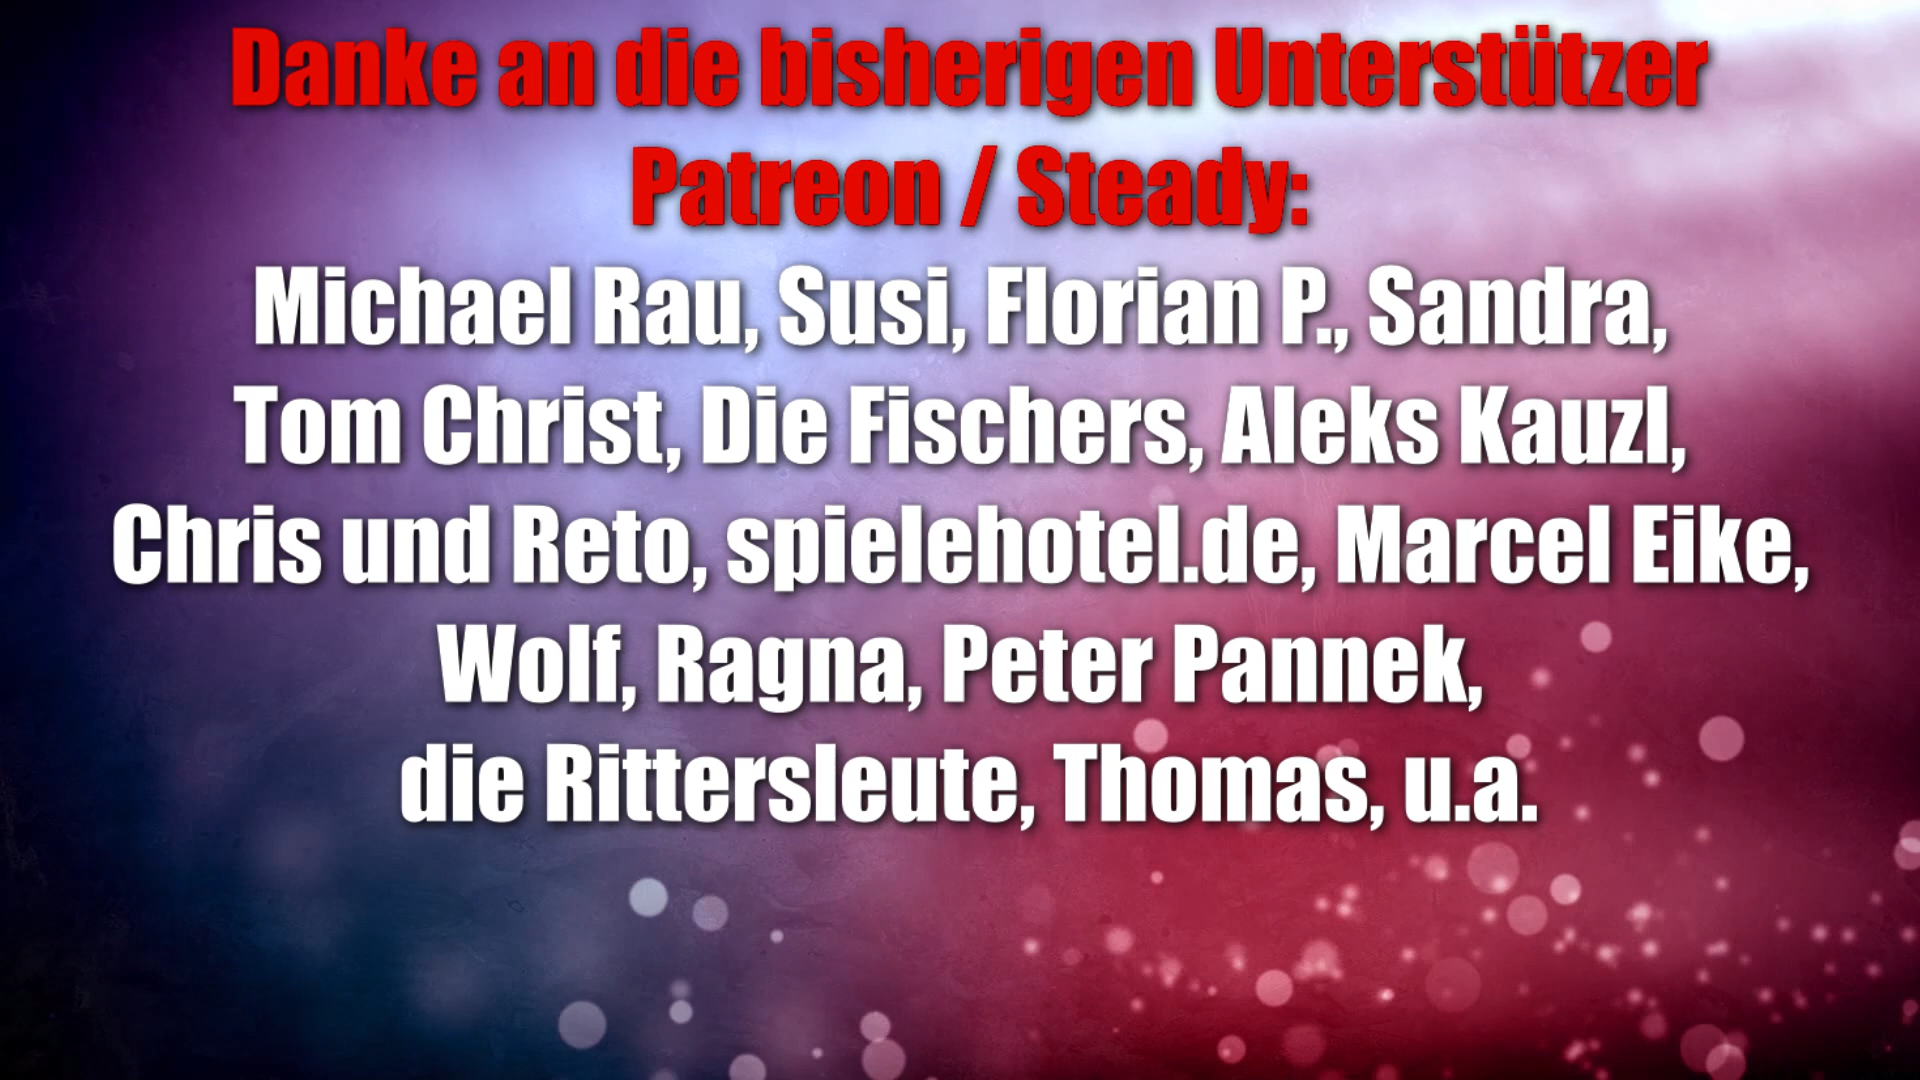 Danke an die bisherigen Unterstützer
Patreon / Steady:
Michael Rau, Susi, Florian P., Sandra,
Tom Christ, Die Fischers, Aleks Kauzl,
Chris und Reto, spielehotel.de, Marcel Eike,
Wolf, Ragna, Peter Pannek,
die Rittersleute, Thomas, u.a.